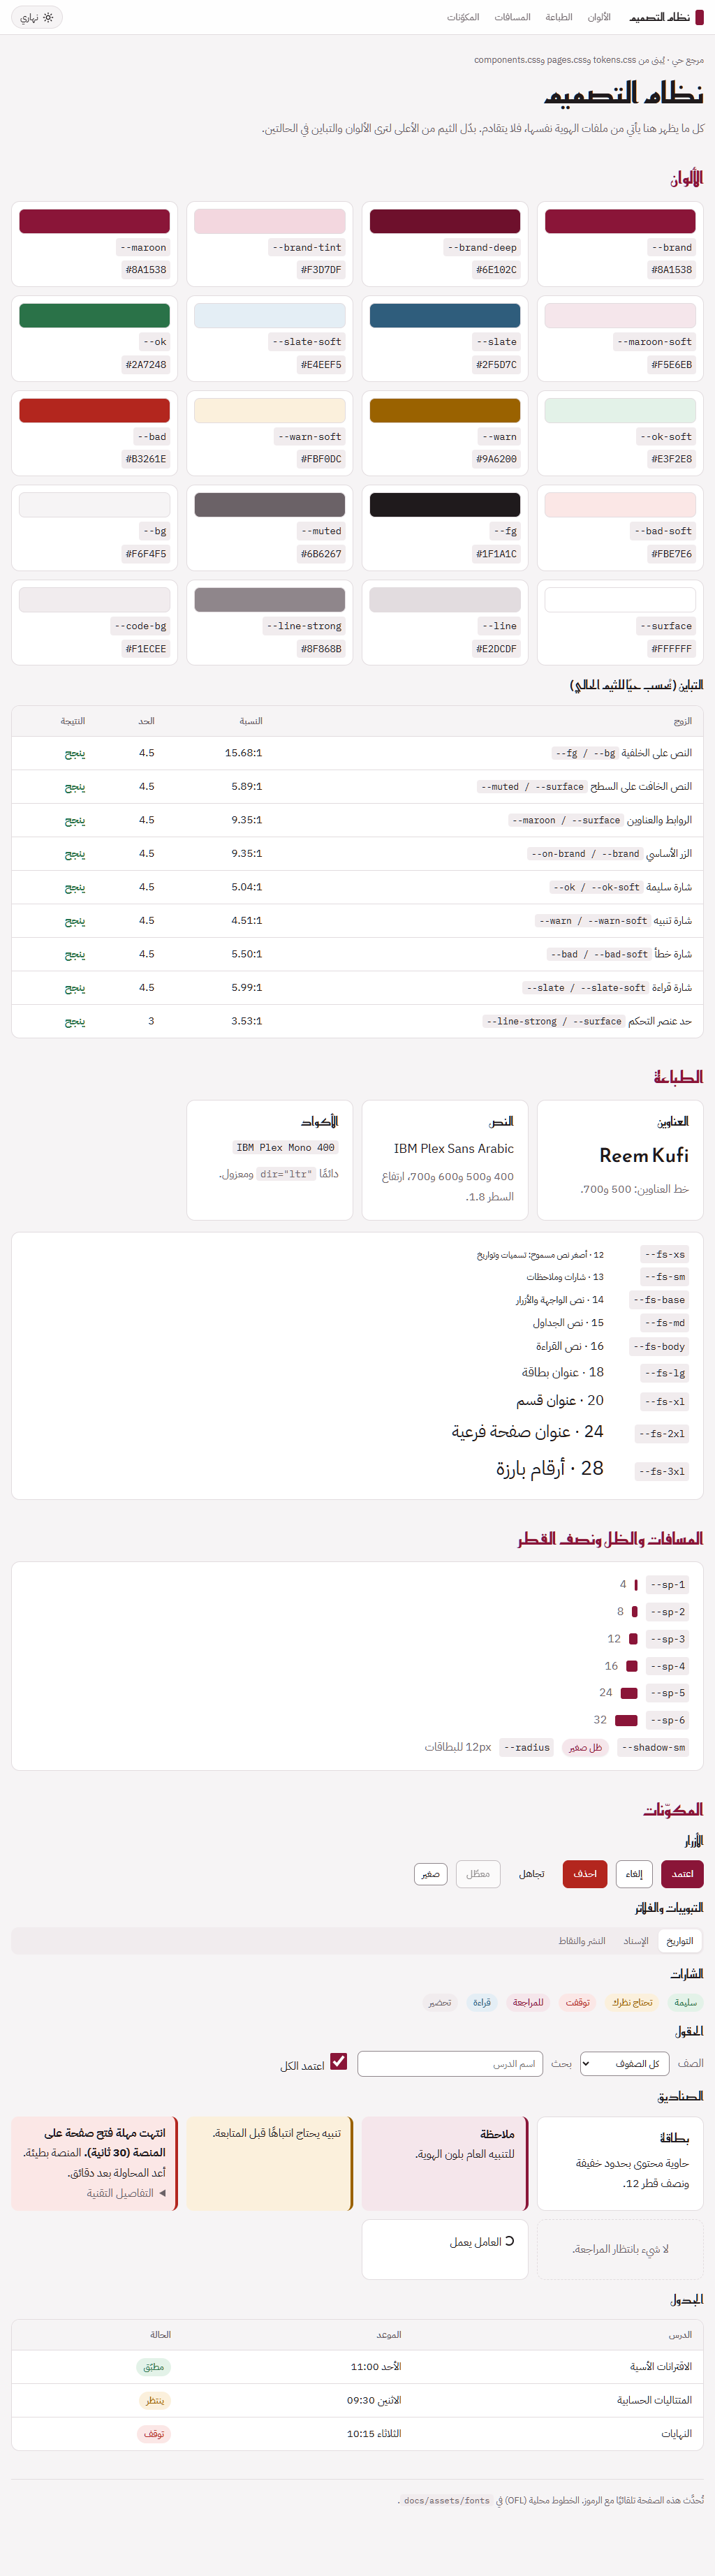 نظام التصميم
الألوان
الطباعة
المسافات
المكوّنات
نهاري
مرجع حي · يُبنى من tokens.css وpages.css وcomponents.css
نظام التصميم
كل ما يظهر هنا يأتي من ملفات الهوية نفسها، فلا يتقادم. بدّل الثيم من الأعلى لترى الألوان والتباين في الحالتين.
الألوان
--brand
#8A1538
--brand-deep
#6E102C
--brand-tint
#F3D7DF
--maroon
#8A1538
--maroon-soft
#F5E6EB
--slate
#2F5D7C
--slate-soft
#E4EEF5
--ok
#2A7248
--ok-soft
#E3F2E8
--warn
#9A6200
--warn-soft
#FBF0DC
--bad
#B3261E
--bad-soft
#FBE7E6
--fg
#1F1A1C
--muted
#6B6267
--bg
#F6F4F5
--surface
#FFFFFF
--line
#E2DCDF
--line-strong
#8F868B
--code-bg
#F1ECEE
التباين (يُحسب حيًا للثيم الحالي)
الزوج النسبة الحد النتيجة
النص على الخلفية --fg / --bg 15.68:1 4.5 ينجح
النص الخافت على السطح --muted / --surface 5.89:1 4.5 ينجح
الروابط والعناوين --maroon / --surface 9.35:1 4.5 ينجح
الزر الأساسي --on-brand / --brand 9.35:1 4.5 ينجح
شارة سليمة --ok / --ok-soft 5.04:1 4.5 ينجح
شارة تنبيه --warn / --warn-soft 4.51:1 4.5 ينجح
شارة خطأ --bad / --bad-soft 5.50:1 4.5 ينجح
شارة قراءة --slate / --slate-soft 5.99:1 4.5 ينجح
حد عنصر التحكم --line-strong / --surface 3.53:1 3 ينجح
الطباعة
العناوين
Reem Kufi
خط العناوين: 500 و700.
النص
IBM Plex Sans Arabic
400 و500 و600 و700، ارتفاع
السطر 1.8.
الأكواد
IBM Plex Mono 400
دائمًا dir="ltr" ومعزول.
--fs-xs 12 · أصغر نص مسموح: تسميات وتواريخ
--fs-sm 13 · شارات وملاحظات
--fs-base 14 · نص الواجهة والأزرار
--fs-md 15 · نص الجداول
--fs-body 16 · نص القراءة
--fs-lg 18 · عنوان بطاقة
--fs-xl 20 · عنوان قسم
--fs-2xl 24 · عنوان صفحة فرعية
--fs-3xl 28 · أرقام بارزة
المسافات والظل ونصف القطر
--sp-1 4
--sp-2 8
--sp-3 12
--sp-4 16
--sp-5 24
--sp-6 32
--shadow-sm ظل صغير --radius 12px للبطاقات
المكوّنات
الأزرار
اعتمد
إلغاء
احذف
تجاهل
معطّل
صغير
التبويبات والفلاتر
التواريخ
الإسناد
النشر والنقاط
الشارات
سليمة
تحتاج نظرك
توقفت
للمراجعة
قراءة
تحضير
الحقول
الصف
كل الصفوف
بحث
اسم الدرس
اعتمد الكل
الصناديق
بطاقة
حاوية محتوى بحدود خفيفة
ونصف قطر 12.
ملاحظة
للتنبيه العام بلون الهوية.
تنبيه يحتاج انتباهًا قبل المتابعة.
انتهت مهلة فتح صفحة على
المنصة (30 ثانية). المنصة بطيئة.
أعد المحاولة بعد دقائق.
التفاصيل التقنية
لا شيء بانتظار المراجعة.
العامل يعمل
الجدول
الدرس الموعد الحالة
الاقترانات الأسية الأحد 11:00 مطبّق
المتتاليات الحسابية الاثنين 09:30 ينتظر
النهايات الثلاثاء 10:15 توقف
تُحدَّث هذه الصفحة تلقائيًا مع الرموز. الخطوط محلية (OFL) في docs/assets/fonts.